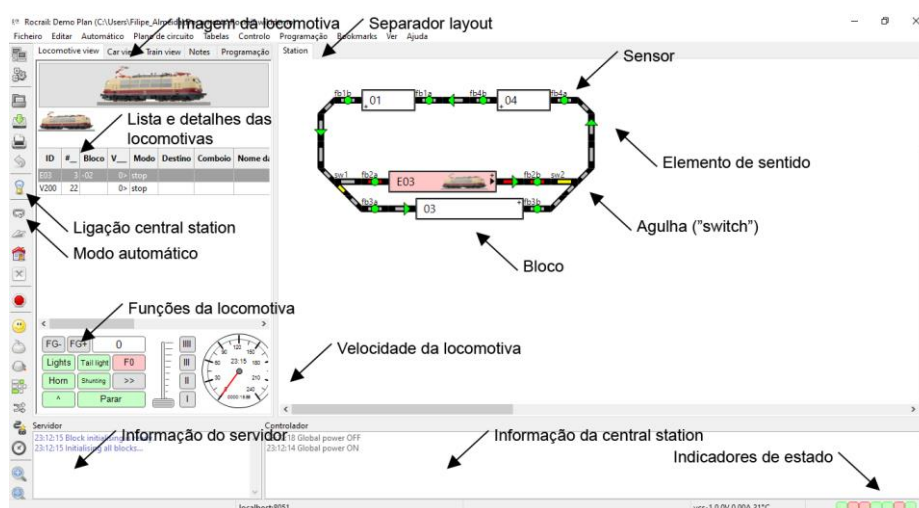 Rocrail: Demo Plan
Imagem da locomotiva
Separador layout
Ficheiro Editar Automático Plano de circuito Tabelas Controlo Programação Bookmarks Ver Ajuda
Locomotive view Car view Train view Notes Programação
Station
Sensor
fb1b 01 fb1a fb4b 04 fb4a
Lista e detalhes das
locomotivas
ID #_ Bloco V__ Modo Destino Comboio Nome da
E03 3 -02 0> stop
V200 22 0> stop
Elemento de sentido
sw1 fb2a E03 fb2b sw2
fb3a 03 fb3b
Ligação central station
Agulha ("switch")
Modo automático
Bloco
Funções da locomotiva
FG- FG+ 0 IIII
Lights Tail light F0 III
Horn Shunting >> II
^ Parar I
23:15
Velocidade da locomotiva
Servidor
Controlador
23:12:15 Initialising all blocks...
23:12:14 Global power ON
Global power OFF
Informação do servidor
Informação da central station
Indicadores de estado
localhost:8051